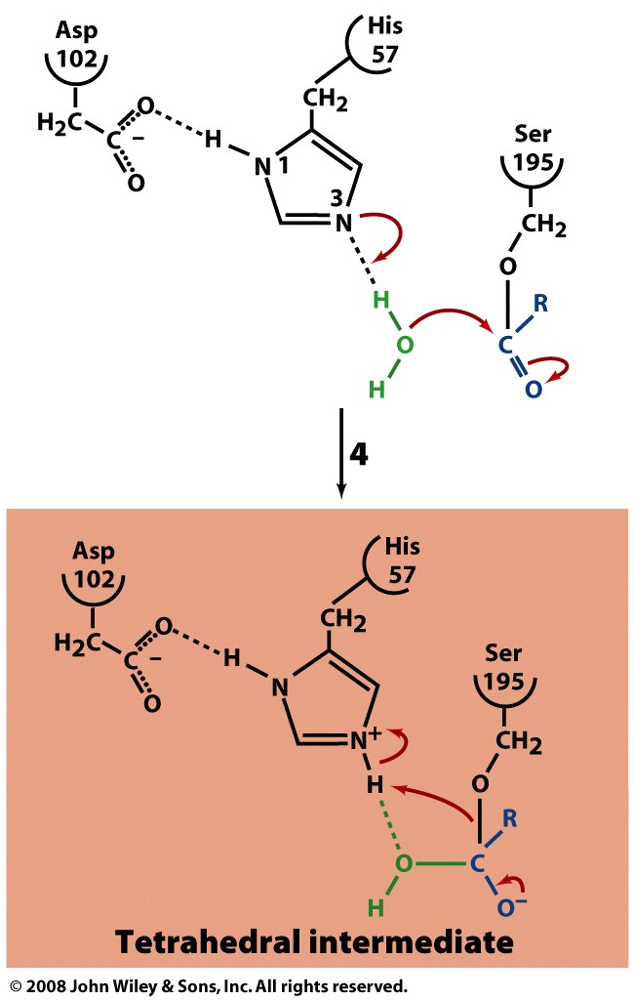 Asp
102
His
57
CH2
H2C
C
O
−
O
H
N 1
3
N
Ser
195
CH2
O
H
R
O
C
H
O
4
Asp
102
His
57
CH2
H2C
C
O
−
O
H
N
N+
H
Ser
195
CH2
O
R
O
C
H
O−
Tetrahedral intermediate
© 2008 John Wiley & Sons, Inc. All rights reserved.